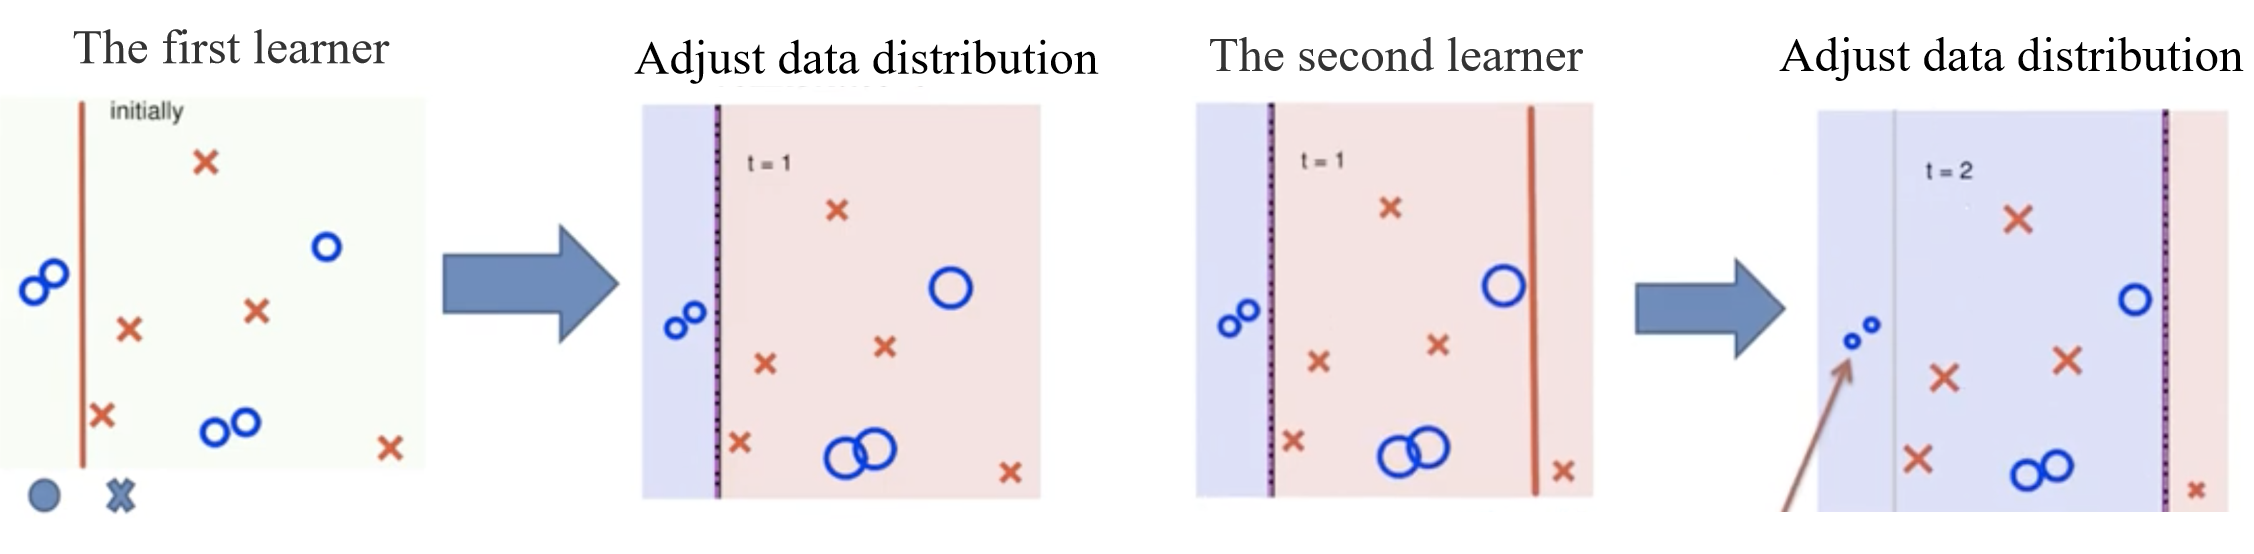 The first learner
Adjust data distribution
The second learner
Adjust data distribution
initially
t = 1
t = 1
t = 2